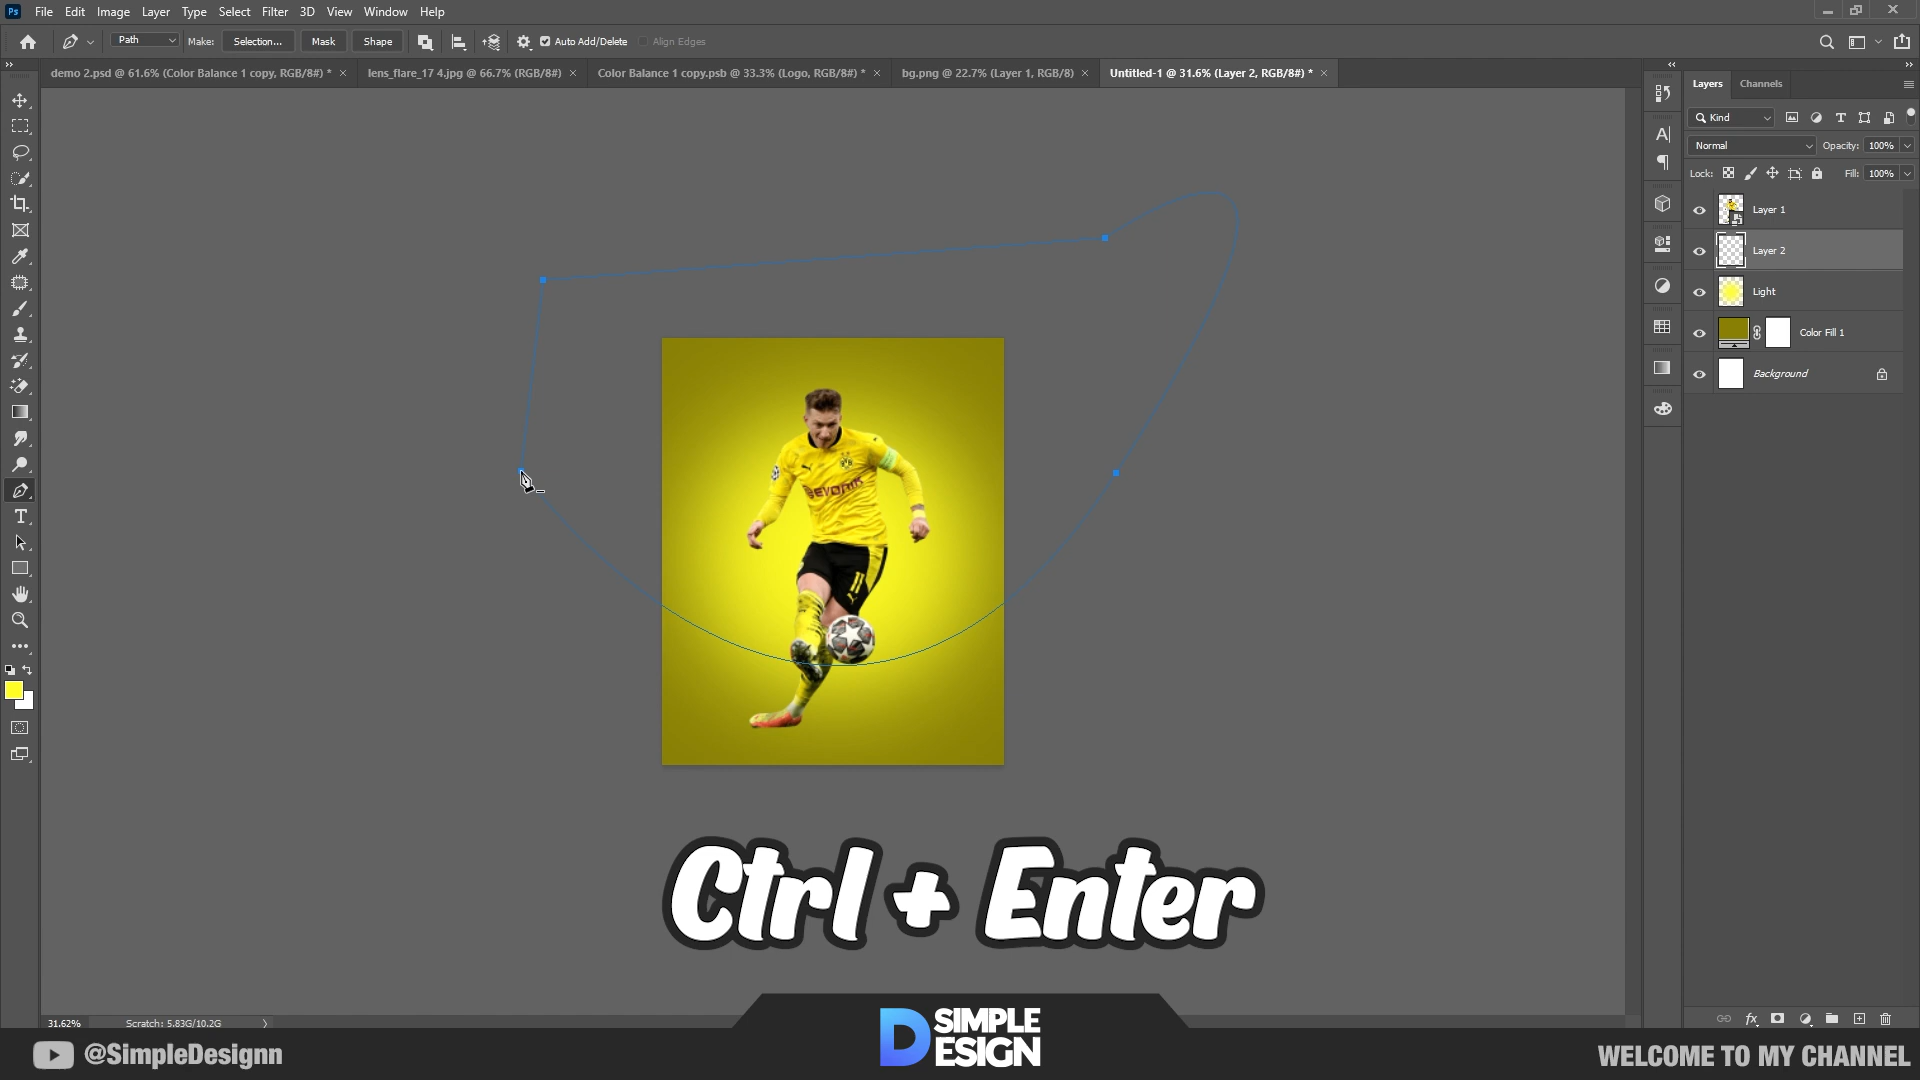 Ps File Edit Image Layer Type Select Filter 3D View Window Help
Path Make: Selection... Mask Shape Auto Add/Delete Align Edges
demo 2.psd @ 61.6% (Color Balance 1 copy, RGB/8#) * × lens_flare_17 4.jpg @ 66.7% (RGB/8#) × Color Balance 1 copy.psb @ 33.3% (Logo, RGB/8#) * × bg.png @ 22.7% (Layer 1, RGB/8) × Untitled-1 @ 31.6% (Layer 2, RGB/8#) * ×
Layers Channels
Kind
Normal Opacity: 100%
Lock: Fill: 100%
Layer 1
Layer 2
Light
Color Fill 1
Background
EVONIK
11
Ctrl + Enter
31.62% Scratch: 5.83G/10.2G
@SimpleDesignn
D SIMPLE
ESIGN
WELCOME TO MY CHANNEL